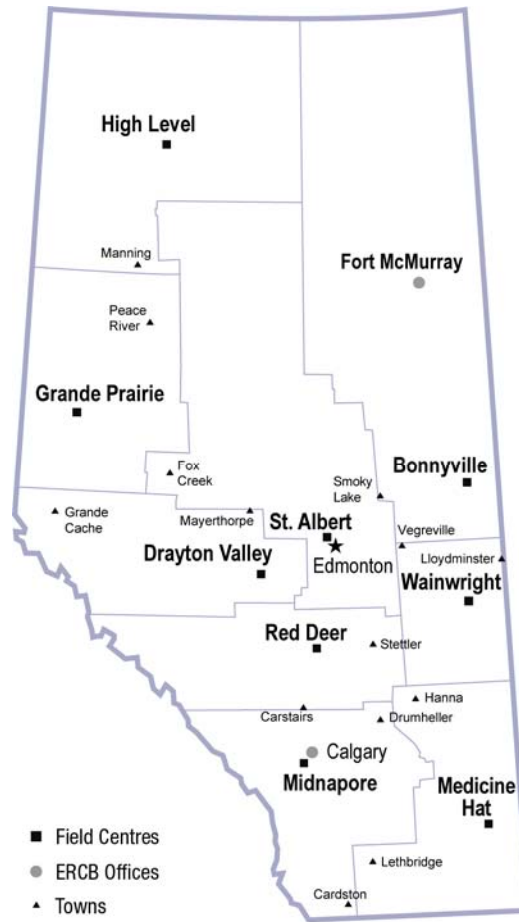 High Level
Manning
Fort McMurray
Peace
River
Grande Prairie
Fox
Creek
Bonnyville
Smoky
Lake
Grande
Cache
Mayerthorpe
St. Albert
Vegreville
Edmonton
Lloydminster
Drayton Valley
Wainwright
Red Deer
Stettler
Hanna
Carstairs
Drumheller
Calgary
Midnapore
Medicine
Hat
Field Centres
Lethbridge
ERCB Offices
Cardston
Towns